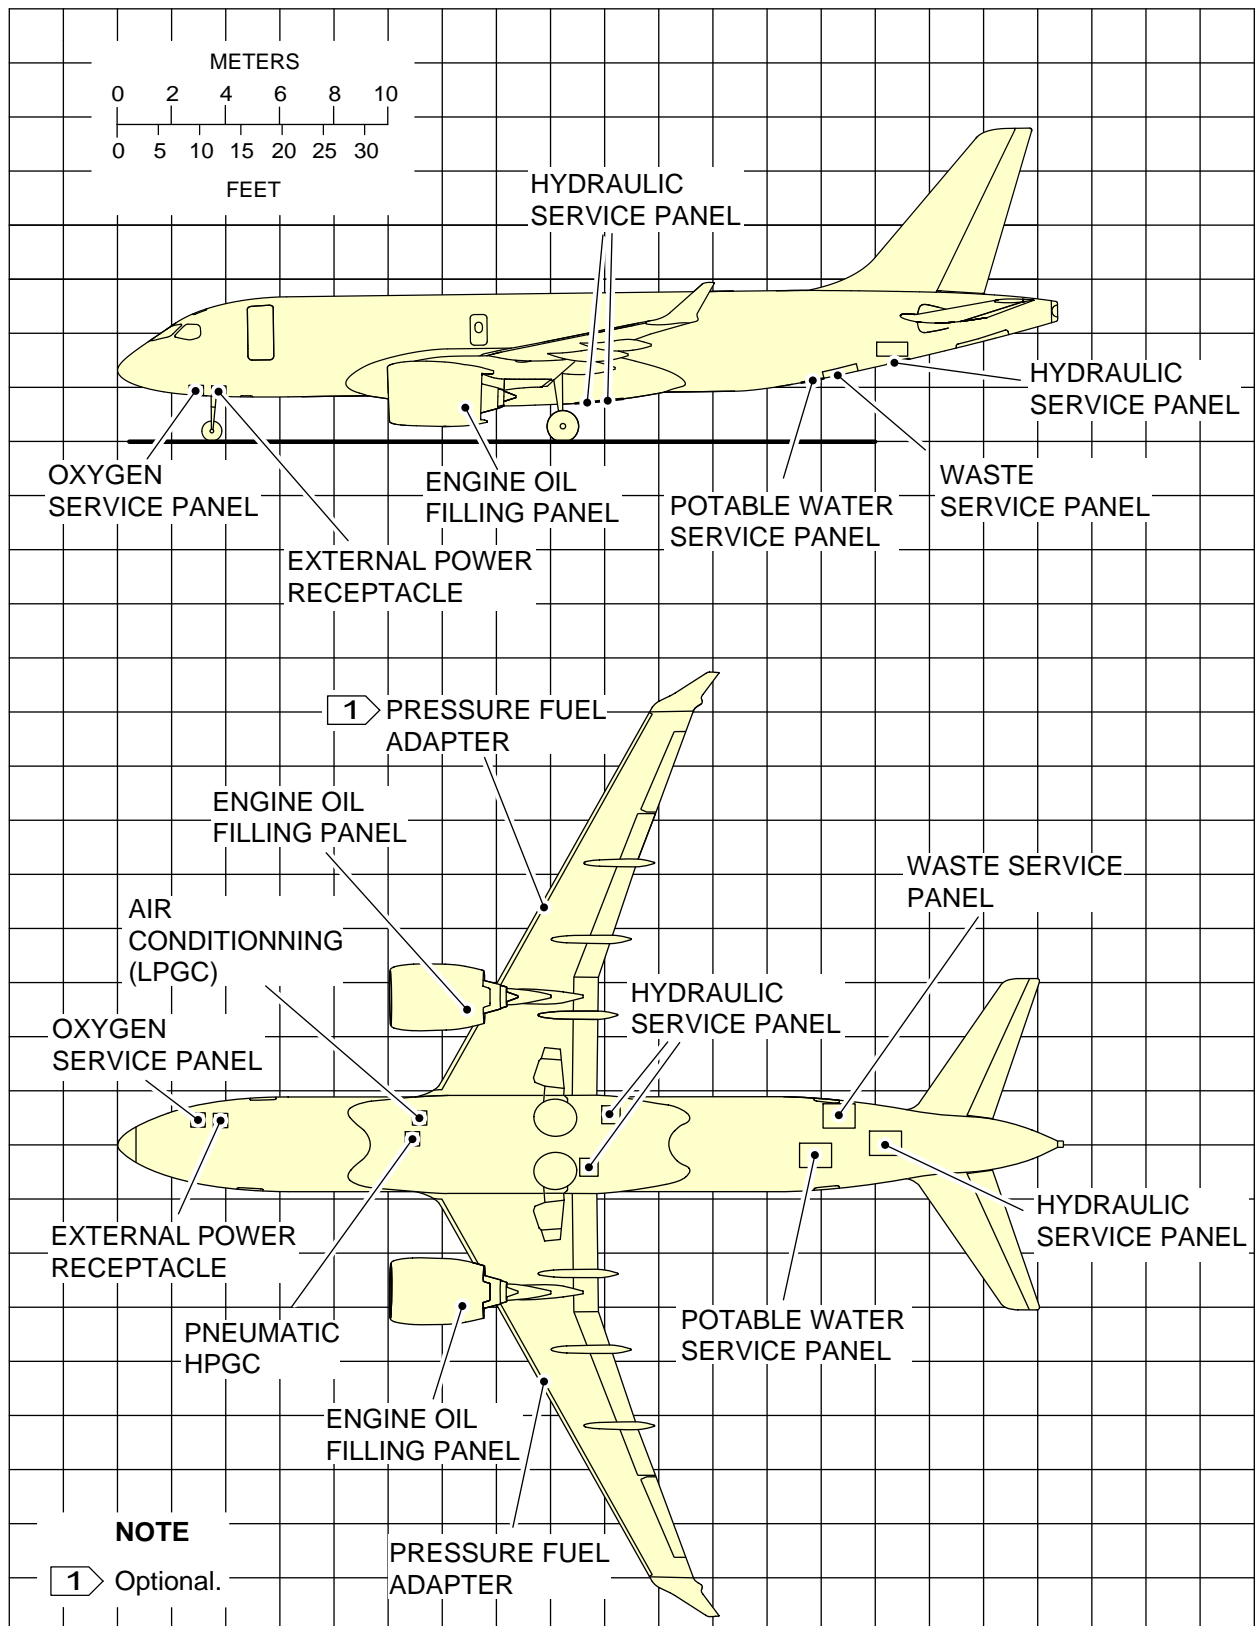 METERS
0 2 4 6 8 10
0 5 10 15 20 25 30
FEET
HYDRAULIC
SERVICE PANEL
HYDRAULIC
SERVICE PANEL
OXYGEN
SERVICE PANEL
ENGINE OIL
FILLING PANEL
WASTE
SERVICE PANEL
POTABLE WATER
SERVICE PANEL
EXTERNAL POWER
RECEPTACLE
1 PRESSURE FUEL
ADAPTER
ENGINE OIL
FILLING PANEL
WASTE SERVICE
PANEL
AIR
CONDITIONNING
(LPGC)
HYDRAULIC
SERVICE PANEL
OXYGEN
SERVICE PANEL
HYDRAULIC
SERVICE PANEL
EXTERNAL POWER
RECEPTACLE
POTABLE WATER
SERVICE PANEL
PNEUMATIC
HPGC
ENGINE OIL
FILLING PANEL
PRESSURE FUEL
ADAPTER
NOTE
1 Optional.